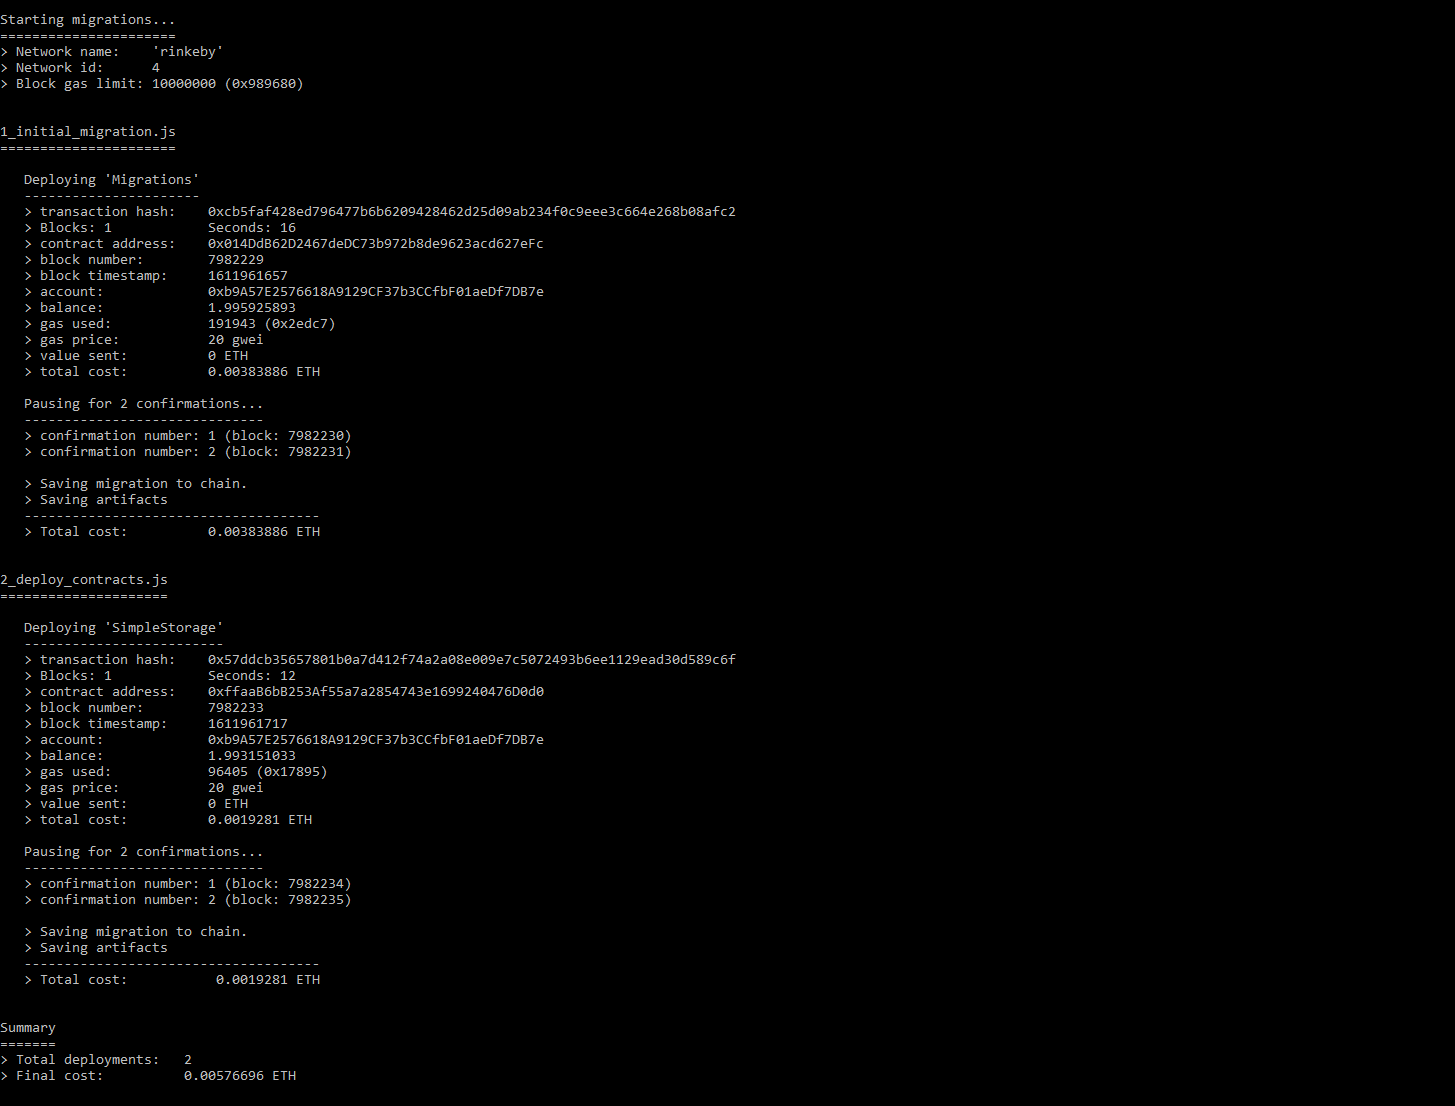 Starting migrations...
======================
> Network name:    'rinkeby'
> Network id:      4
> Block gas limit: 10000000 (0x989680)
1_initial_migration.js
======================
Deploying 'Migrations'
----------------------
> transaction hash:    0xcb5faf428ed796477b6b6209428462d25d09ab234f0c9eee3c664e268b08afc2
> Blocks: 1            Seconds: 16
> contract address:    0x014DdB62D2467deDC73b972b8de9623acd627eFc
> block number:        7982229
> block timestamp:     1611961657
> account:             0xb9A57E2576618A9129CF37b3CCfbF01aeDf7DB7e
> balance:             1.995925893
> gas used:            191943 (0x2edc7)
> gas price:           20 gwei
> value sent:          0 ETH
> total cost:          0.00383886 ETH
Pausing for 2 confirmations...
------------------------------
> confirmation number: 1 (block: 7982230)
> confirmation number: 2 (block: 7982231)
> Saving migration to chain.
> Saving artifacts
-------------------------------------
> Total cost:          0.00383886 ETH
2_deploy_contracts.js
=====================
Deploying 'SimpleStorage'
-------------------------
> transaction hash:    0x57ddcb35657801b0a7d412f74a2a08e009e7c5072493b6ee1129ead30d589c6f
> Blocks: 1            Seconds: 12
> contract address:    0xffaaB6bB253Af55a7a2854743e1699240476D0d0
> block number:        7982233
> block timestamp:     1611961717
> account:             0xb9A57E2576618A9129CF37b3CCfbF01aeDf7DB7e
> balance:             1.993151033
> gas used:            96405 (0x17895)
> gas price:           20 gwei
> value sent:          0 ETH
> total cost:          0.0019281 ETH
Pausing for 2 confirmations...
------------------------------
> confirmation number: 1 (block: 7982234)
> confirmation number: 2 (block: 7982235)
> Saving migration to chain.
> Saving artifacts
-------------------------------------
> Total cost:           0.0019281 ETH
Summary
=======
> Total deployments:   2
> Final cost:          0.00576696 ETH